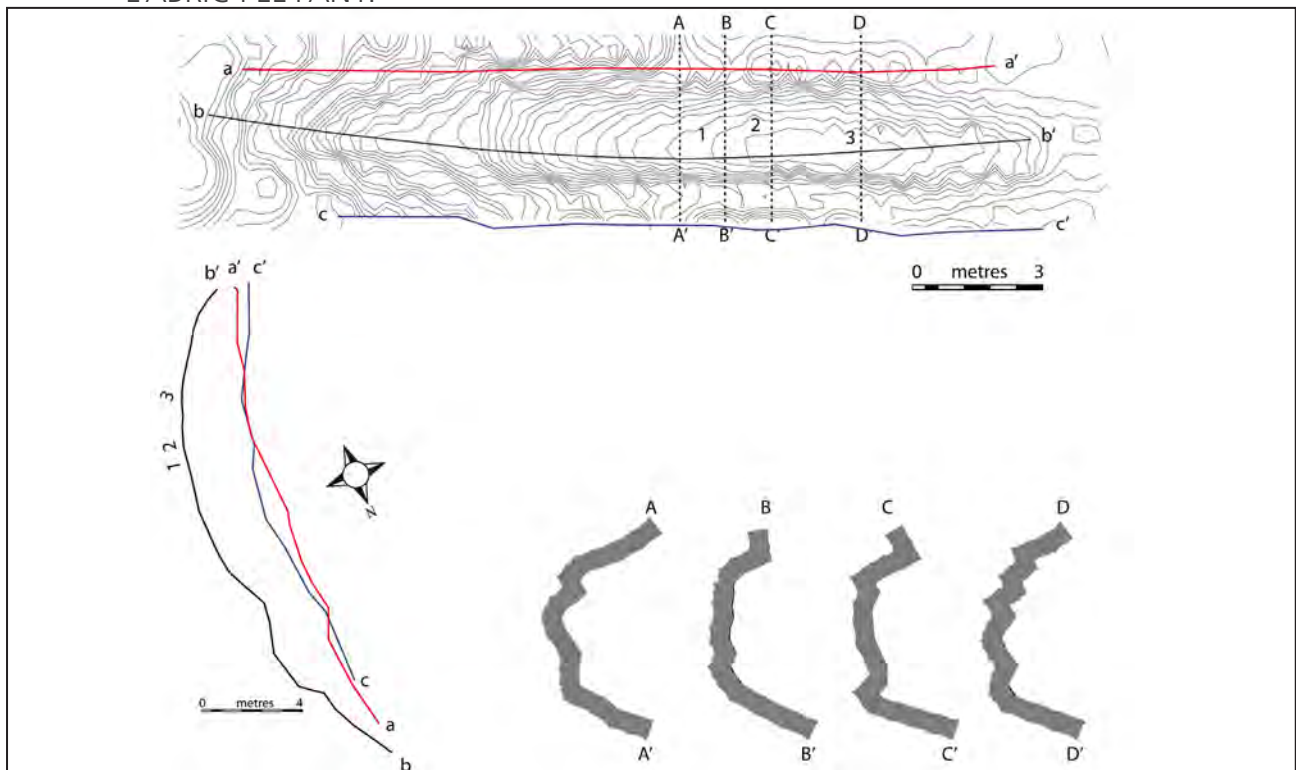 A B C D
a a'
b 1 2 3 b'
c c'
A' B' C' D
0 metres 3
b' a' c'
3
2
1
N
c
0 metres 4
a
b
A B C D
A' B' C' D'